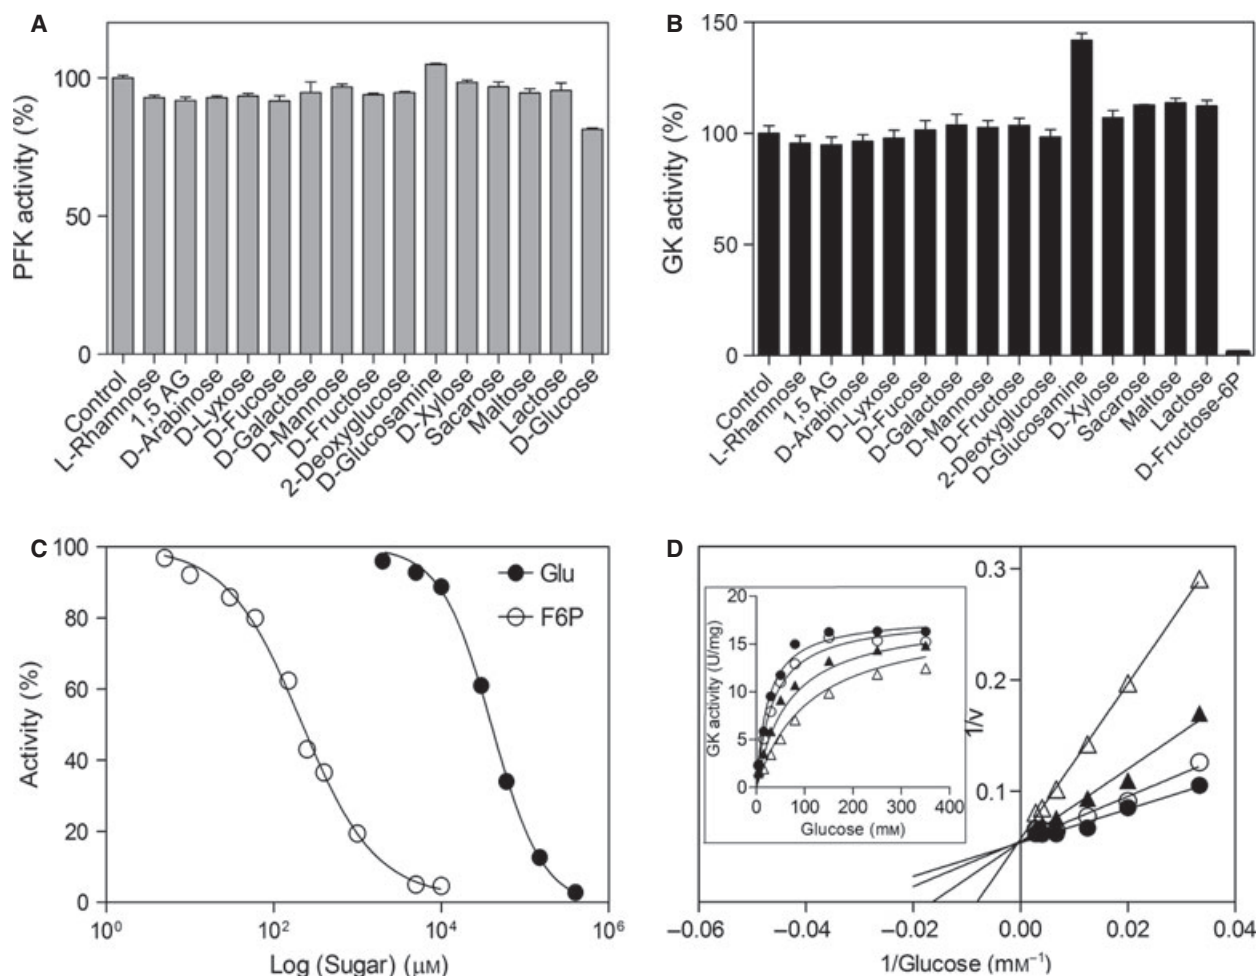 A
PFK activity (%)
100
50
0
Control
L-Rhamnose
1,5 AG
D-Arabinose
D-Lyxose
D-Fucose
D-Galactose
D-Mannose
D-Fructose
2-Deoxyglucose
D-Glucosamine
D-Xylose
Sacarose
Maltose
Lactose
D-Glucose
B
GK activity (%)
150
100
50
0
Control
L-Rhamnose
1,5 AG
D-Arabinose
D-Lyxose
D-Fucose
D-Galactose
D-Mannose
D-Fructose
2-Deoxyglucose
D-Glucosamine
D-Xylose
Sacarose
Maltose
Lactose
D-Fructose-6P
C
Activity (%)
100
80
60
40
20
0
Glu
F6P
10⁰ 10² 10⁴ 10⁶
Log (Sugar) (μM)
D
0.3
0.2
0.1
1/v
–0.06 –0.04 –0.02 0.00 0.02 0.04
1/Glucose (mM⁻¹)
GK activity (U/mg)
20
15
10
5
0
0 100 200 300 400
Glucose (mM)